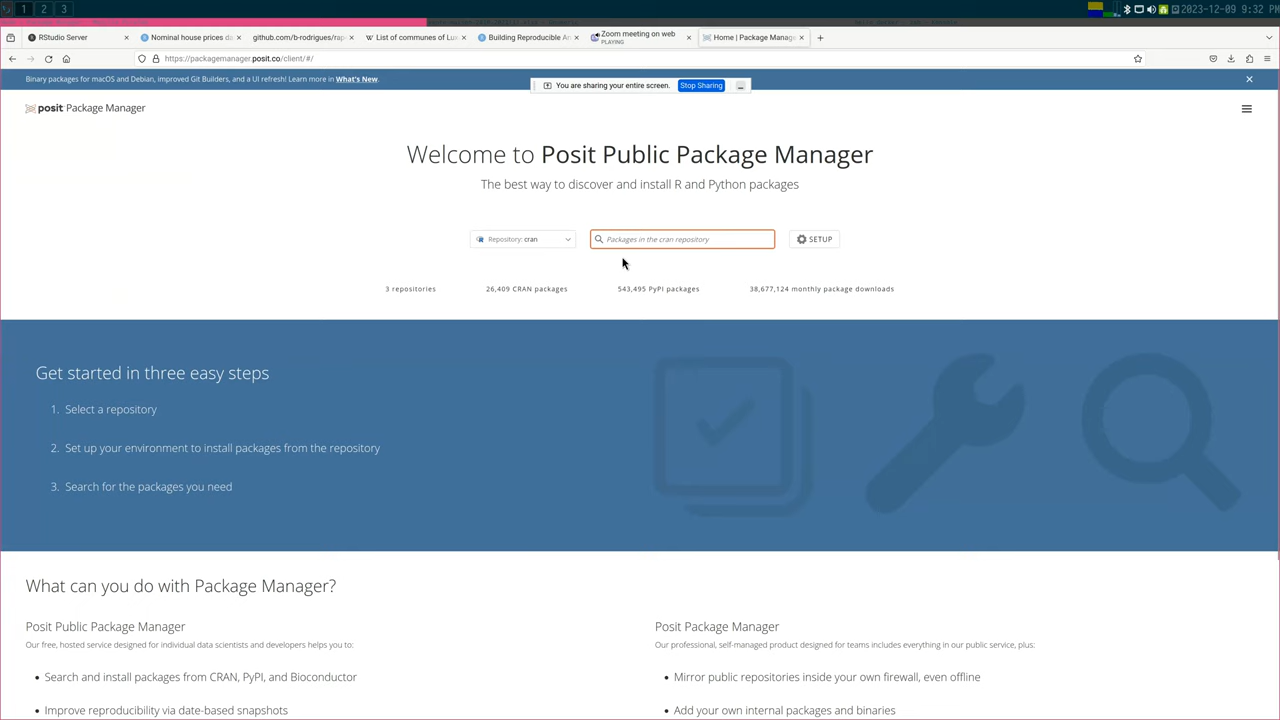 1 2 3
2023-12-09 9:32 PM
RStudio Server
Nominal house prices da
github.com/b-rodrigues/rap-
List of communes of Lux
Building Reproducible An
Zoom meeting on web
PLAYING
Home | Package Manage
https://packagemanager.posit.co/client/#/
Binary packages for macOS and Debian, improved Git Builders, and a UI refresh! Learn more in What's New.
You are sharing your entire screen.
Stop Sharing
posit Package Manager
Welcome to Posit Public Package Manager
The best way to discover and install R and Python packages
Repository: cran
Packages in the cran repository
SETUP
3 repositories
26,409 CRAN packages
543,495 PyPI packages
38,677,124 monthly package downloads
Get started in three easy steps
1. Select a repository
2. Set up your environment to install packages from the repository
3. Search for the packages you need
What can you do with Package Manager?
Posit Public Package Manager
Our free, hosted service designed for individual data scientists and developers helps you to:
• Search and install packages from CRAN, PyPI, and Bioconductor
• Improve reproducibility via date-based snapshots
Posit Package Manager
Our professional, self-managed product designed for teams includes everything in our public service, plus:
• Mirror public repositories inside your own firewall, even offline
• Add your own internal packages and binaries